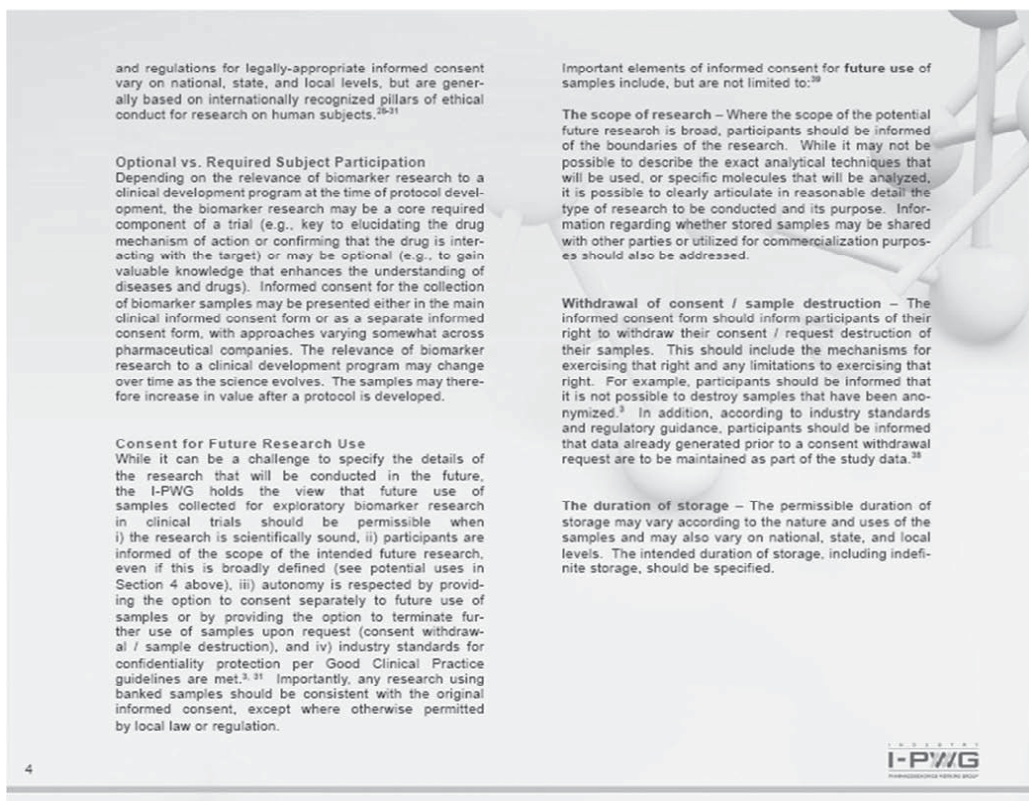 and regulations for legally-appropriate informed consent
vary on national, state, and local levels, but are gener-
ally based on internationally recognized pillars of ethical
conduct for research on human subjects.²⁶⁻³¹
Optional vs. Required Subject Participation
Depending on the relevance of biomarker research to a
clinical development program at the time of protocol devel-
opment, the biomarker research may be a core required
component of a trial (e.g., key to elucidating the drug
mechanism of action or confirming that the drug is inter-
acting with the target) or may be optional (e.g., to gain
valuable knowledge that enhances the understanding of
diseases and drugs). Informed consent for the collection
of biomarker samples may be presented either in the main
clinical informed consent form or as a separate informed
consent form, with approaches varying somewhat across
pharmaceutical companies. The relevance of biomarker
research to a clinical development program may change
over time as the science evolves. The samples may there-
fore increase in value after a protocol is developed.
Consent for Future Research Use
While it can be a challenge to specify the details of
the research that will be conducted in the future,
the I-PWG holds the view that future use of
samples collected for exploratory biomarker research
in clinical trials should be permissible when
i) the research is scientifically sound, ii) participants are
informed of the scope of the intended future research,
even if this is broadly defined (see potential uses in
Section 4 above), iii) autonomy is respected by provid-
ing the option to consent separately to future use of
samples or by providing the option to terminate fur-
ther use of samples upon request (consent withdraw-
al / sample destruction), and iv) industry standards for
confidentiality protection per Good Clinical Practice
guidelines are met.³, ³¹ Importantly, any research using
banked samples should be consistent with the original
informed consent, except where otherwise permitted
by local law or regulation.
Important elements of informed consent for future use of
samples include, but are not limited to:³⁹
The scope of research – Where the scope of the potential
future research is broad, participants should be informed
of the boundaries of the research. While it may not be
possible to describe the exact analytical techniques that
will be used, or specific molecules that will be analyzed,
it is possible to clearly articulate in reasonable detail the
type of research to be conducted and its purpose. Infor-
mation regarding whether stored samples may be shared
with other parties or utilized for commercialization purpos-
es should also be addressed.
Withdrawal of consent / sample destruction – The
informed consent form should inform participants of their
right to withdraw their consent / request destruction of
their samples. This should include the mechanisms for
exercising that right and any limitations to exercising that
right. For example, participants should be informed that
it is not possible to destroy samples that have been ano-
nymized.³ In addition, according to industry standards
and regulatory guidance, participants should be informed
that data already generated prior to a consent withdrawal
request are to be maintained as part of the study data.³⁸
The duration of storage – The permissible duration of
storage may vary according to the nature and uses of the
samples and may also vary on national, state, and local
levels. The intended duration of storage, including indefi-
nite storage, should be specified.
4
INDUSTRY
I-PWG
PHARMACOGENOMICS WORKING GROUP